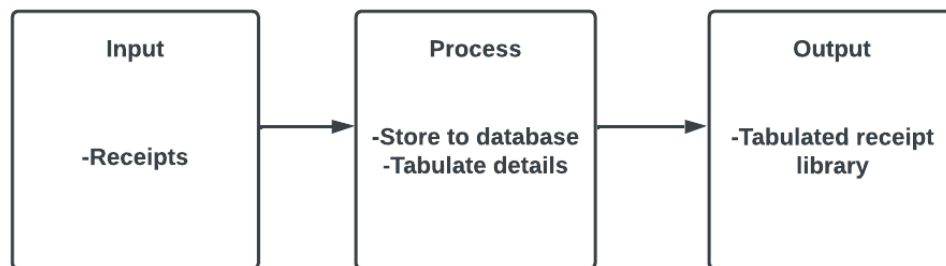 Input
-Receipts
Process
-Store to database
-Tabulate details
Output
-Tabulated receipt
library